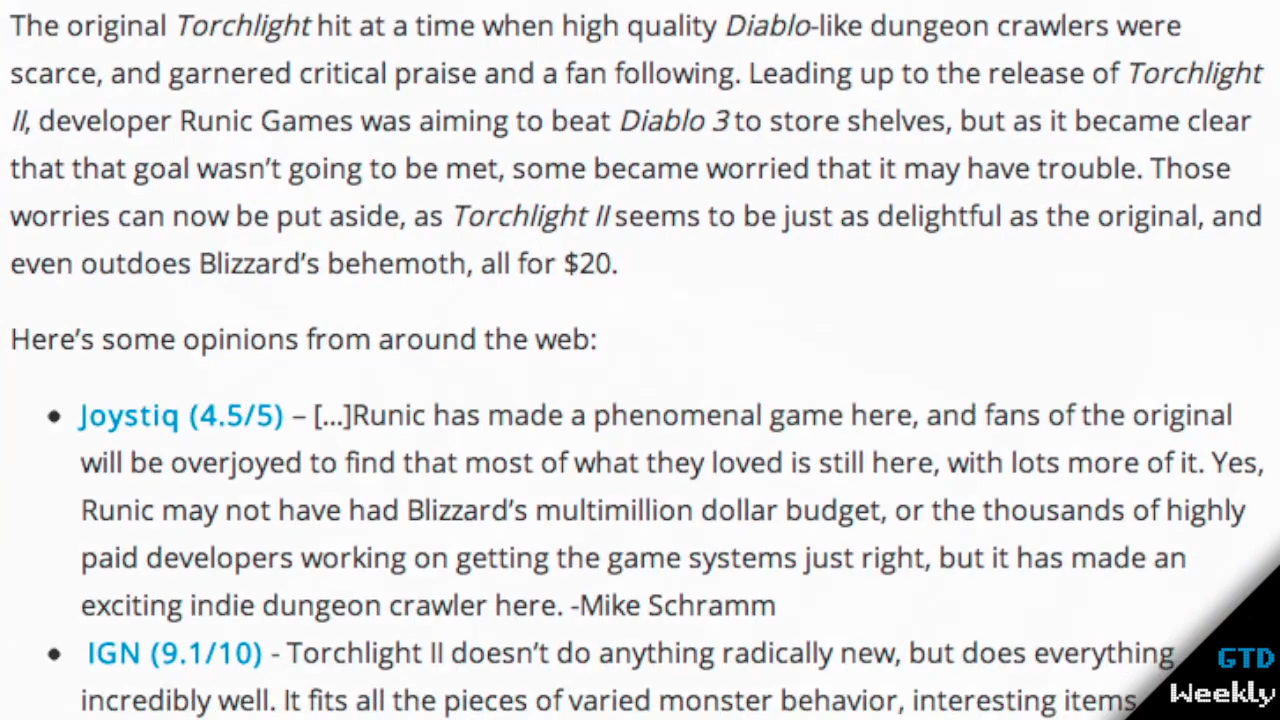 The original Torchlight hit at a time when high quality Diablo-like dungeon crawlers were
scarce, and garnered critical praise and a fan following. Leading up to the release of Torchlight
II, developer Runic Games was aiming to beat Diablo 3 to store shelves, but as it became clear
that that goal wasn't going to be met, some became worried that it may have trouble. Those
worries can now be put aside, as Torchlight II seems to be just as delightful as the original, and
even outdoes Blizzard's behemoth, all for $20.
Here's some opinions from around the web:
• Joystiq (4.5/5) – [...]Runic has made a phenomenal game here, and fans of the original
will be overjoyed to find that most of what they loved is still here, with lots more of it. Yes,
Runic may not have had Blizzard's multimillion dollar budget, or the thousands of highly
paid developers working on getting the game systems just right, but it has made an
exciting indie dungeon crawler here. -Mike Schramm
• IGN (9.1/10) - Torchlight II doesn't do anything radically new, but does everything
incredibly well. It fits all the pieces of varied monster behavior, interesting items
GTD
Weekly